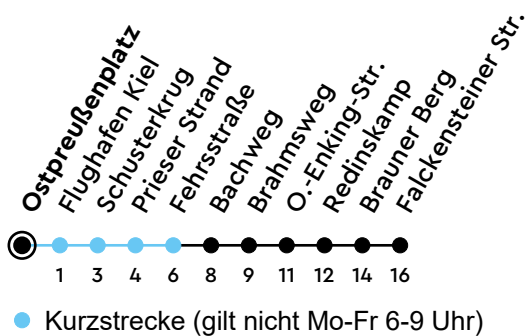 Ostpreußenplatz
Flughafen Kiel
Schusterkrug
Prieser Strand
Fehrsstraße
Bachweg
Brahmsweg
O.-Enking-Str.
Redinskamp
Brauner Berg
Falckensteiner Str.
1 3 4 6 8 9 11 12 14 16
Kurzstrecke (gilt nicht Mo-Fr 6-9 Uhr)